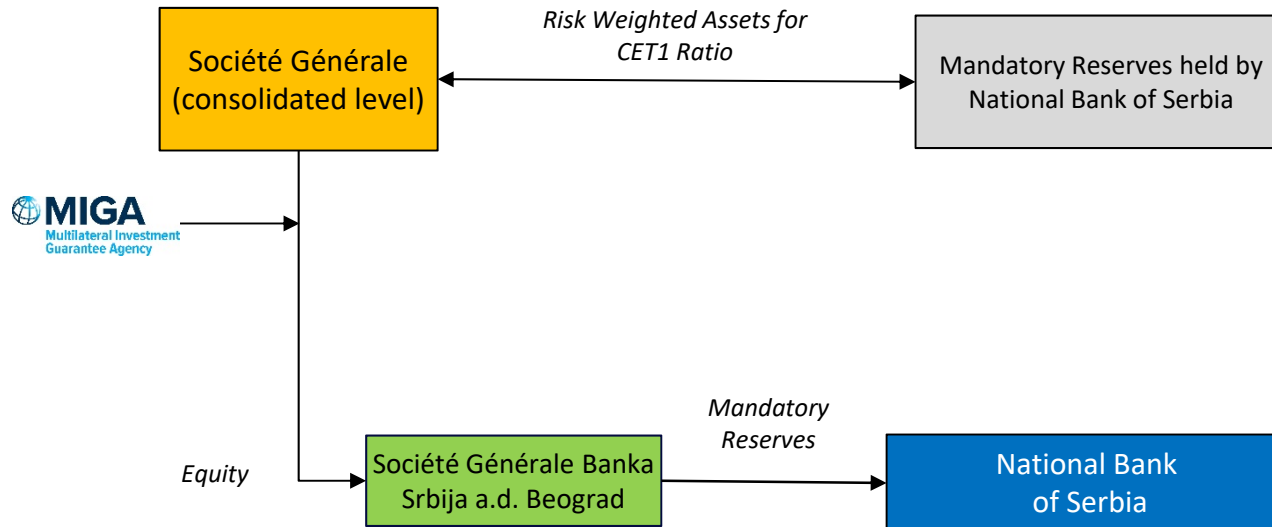 Risk Weighted Assets for
CET1 Ratio
Société Générale
(consolidated level)
Mandatory Reserves held by
National Bank of Serbia
MIGA
Multilateral Investment
Guarantee Agency
Mandatory
Reserves
Equity
Société Générale Banka
Srbija a.d. Beograd
National Bank
of Serbia